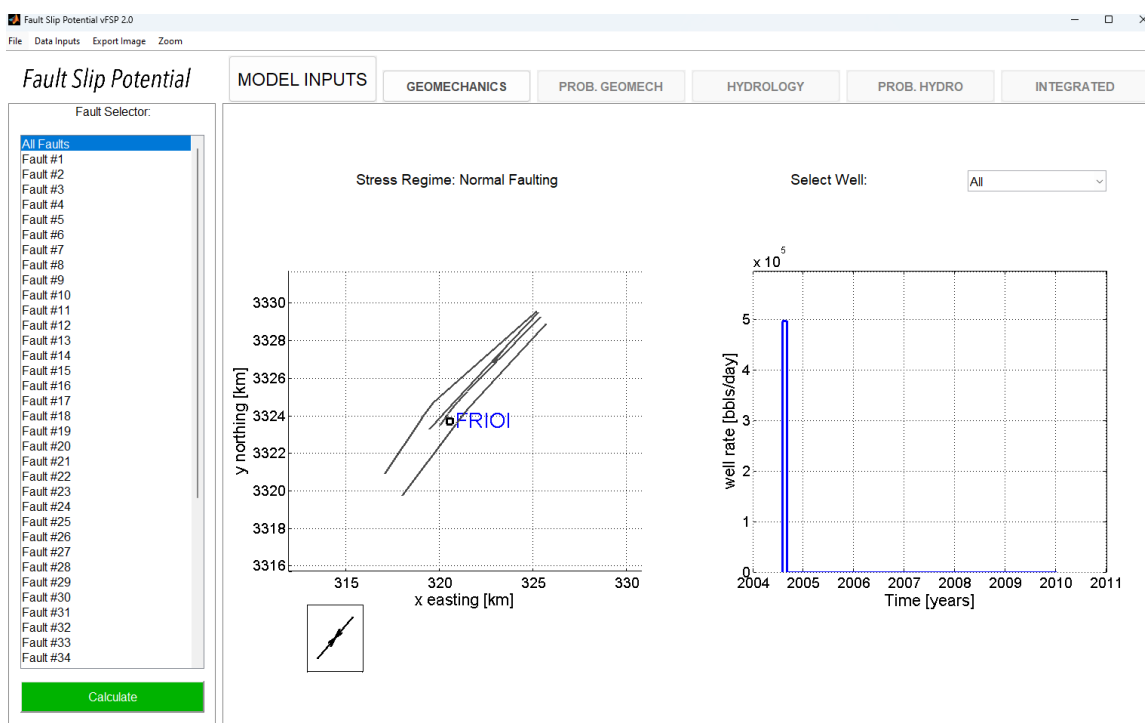 Fault Slip Potential vFSP 2.0
File Data Inputs Export Image Zoom
Fault Slip Potential
MODEL INPUTS
GEOMECHANICS
PROB. GEOMECH
HYDROLOGY
PROB. HYDRO
INTEGRATED
Fault Selector:
All Faults
Fault #1
Fault #2
Fault #3
Fault #4
Fault #5
Fault #6
Fault #7
Fault #8
Fault #9
Fault #10
Fault #11
Fault #12
Fault #13
Fault #14
Fault #15
Fault #16
Fault #17
Fault #18
Fault #19
Fault #20
Fault #21
Fault #22
Fault #23
Fault #24
Fault #25
Fault #26
Fault #27
Fault #28
Fault #29
Fault #30
Fault #31
Fault #32
Fault #33
Fault #34
Calculate
Stress Regime: Normal Faulting
Select Well:
All
3330
3328
3326
3324
3322
3320
3318
3316
y northing [km]
FRIOI
315 320 325 330
x easting [km]
x 10 5
5
4
3
2
1
0
well rate [bbls/day]
2004 2005 2006 2007 2008 2009 2010 2011
Time [years]